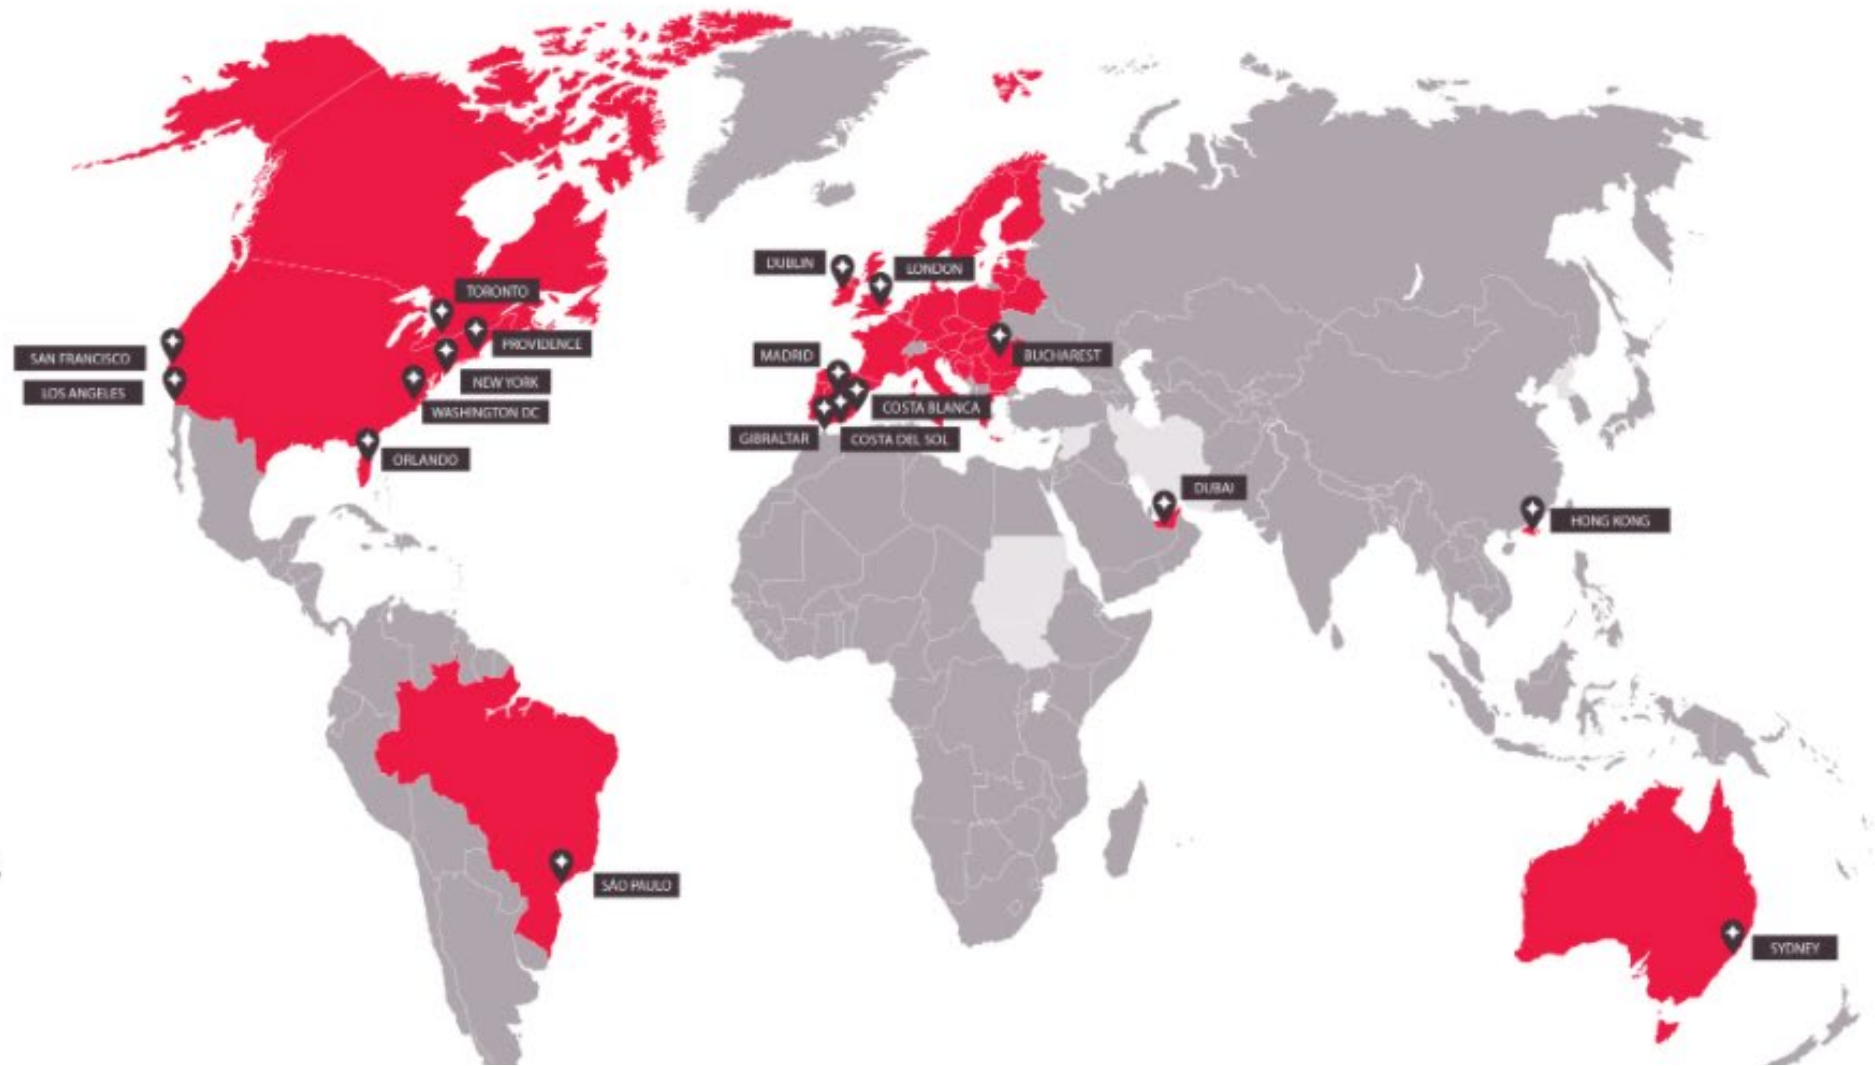 DUBLIN
LONDON
TORONTO
PROVIDENCE
SAN FRANCISCO
MADRID
BUCHAREST
NEW YORK
LOS ANGELES
COSTA BLANCA
WASHINGTON DC
GIBRALTAR
COSTA DEL SOL
ORLANDO
DUBAI
HONG KONG
SÃO PAULO
SYDNEY